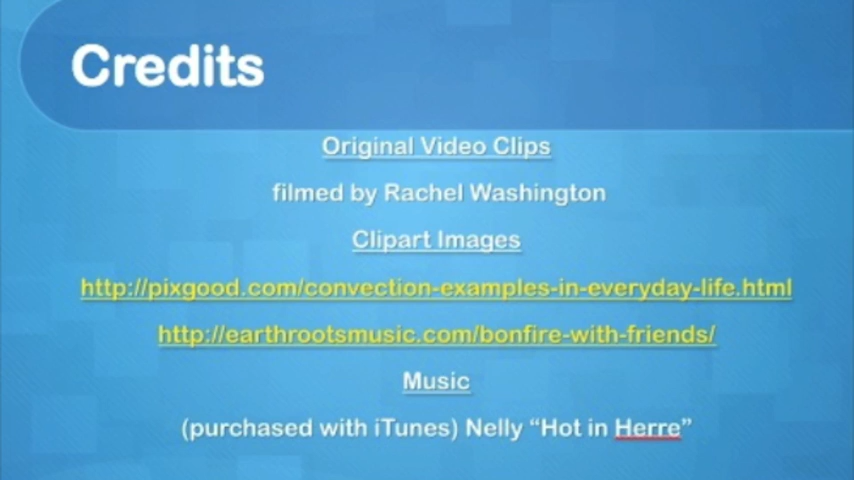 Credits
Original Video Clips
filmed by Rachel Washington
Clipart Images
http://pixgood.com/convection-examples-in-everyday-life.html
http://earthrootsmusic.com/bonfire-with-friends/
Music
(purchased with iTunes) Nelly “Hot in Herre”